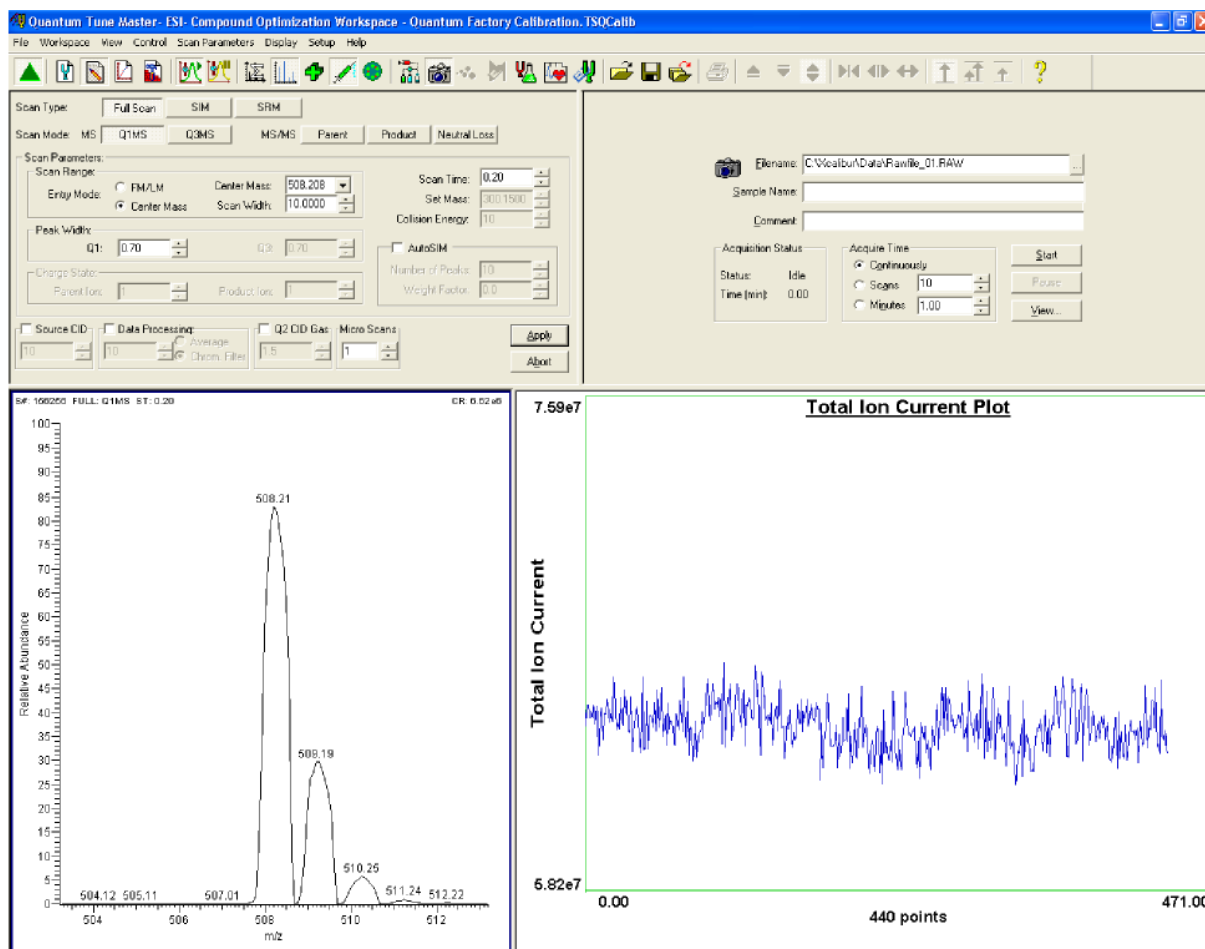 Quantum Tune Master- ESI- Compound Optimization Workspace - Quantum Factory Calibration.TSQCalib
File Workspace View Control Scan Parameters Display Setup Help
Scan Type: Full Scan SIM SRM
Scan Mode: MS Q1MS Q3MS MS/MS Parent Product Neutral Loss
Scan Parameters:
Scan Range:
Entry Mode: FM/LM Center Mass
Center Mass: 508.208
Scan Width: 10.0000
Scan Time: 0.20
Set Mass: 300.1500
Collision Energy: 10
Peak Width:
Q1: 0.70 Q3: 0.70
AutoSIM
Number of Peaks: 10
Weight Factor: 0.0
Charge State:
Parent Ion: 1 Product Ion: 1
Source CID
10
Data Processing:
10 Average
Chrom. Filter
Q2 CID Gas
1.5
Micro Scans
1
Apply
Abort
Filename: C:\Xcalibur\Data\Rawfile_01.RAW ...
Sample Name:
Comment:
Acquisition Status
Status: Idle
Time (min): 0.00
Acquire Time
Continuously
Scans 10
Minutes 1.00
Start
Pause
View...
FULL: Q1MS ST: 0.20
100
95
90
85
80
75
70
65
60
55
50
45
40
35
30
25
20
15
10
5
0
Relative Abundance
508.21
509.19
510.25
504.12 505.11 507.01 511.24 512.22
504 506 508 510 512
m/z
7.59e7
Total Ion Current Plot
Total Ion Current
5.82e7
0.00 471.00
440 points